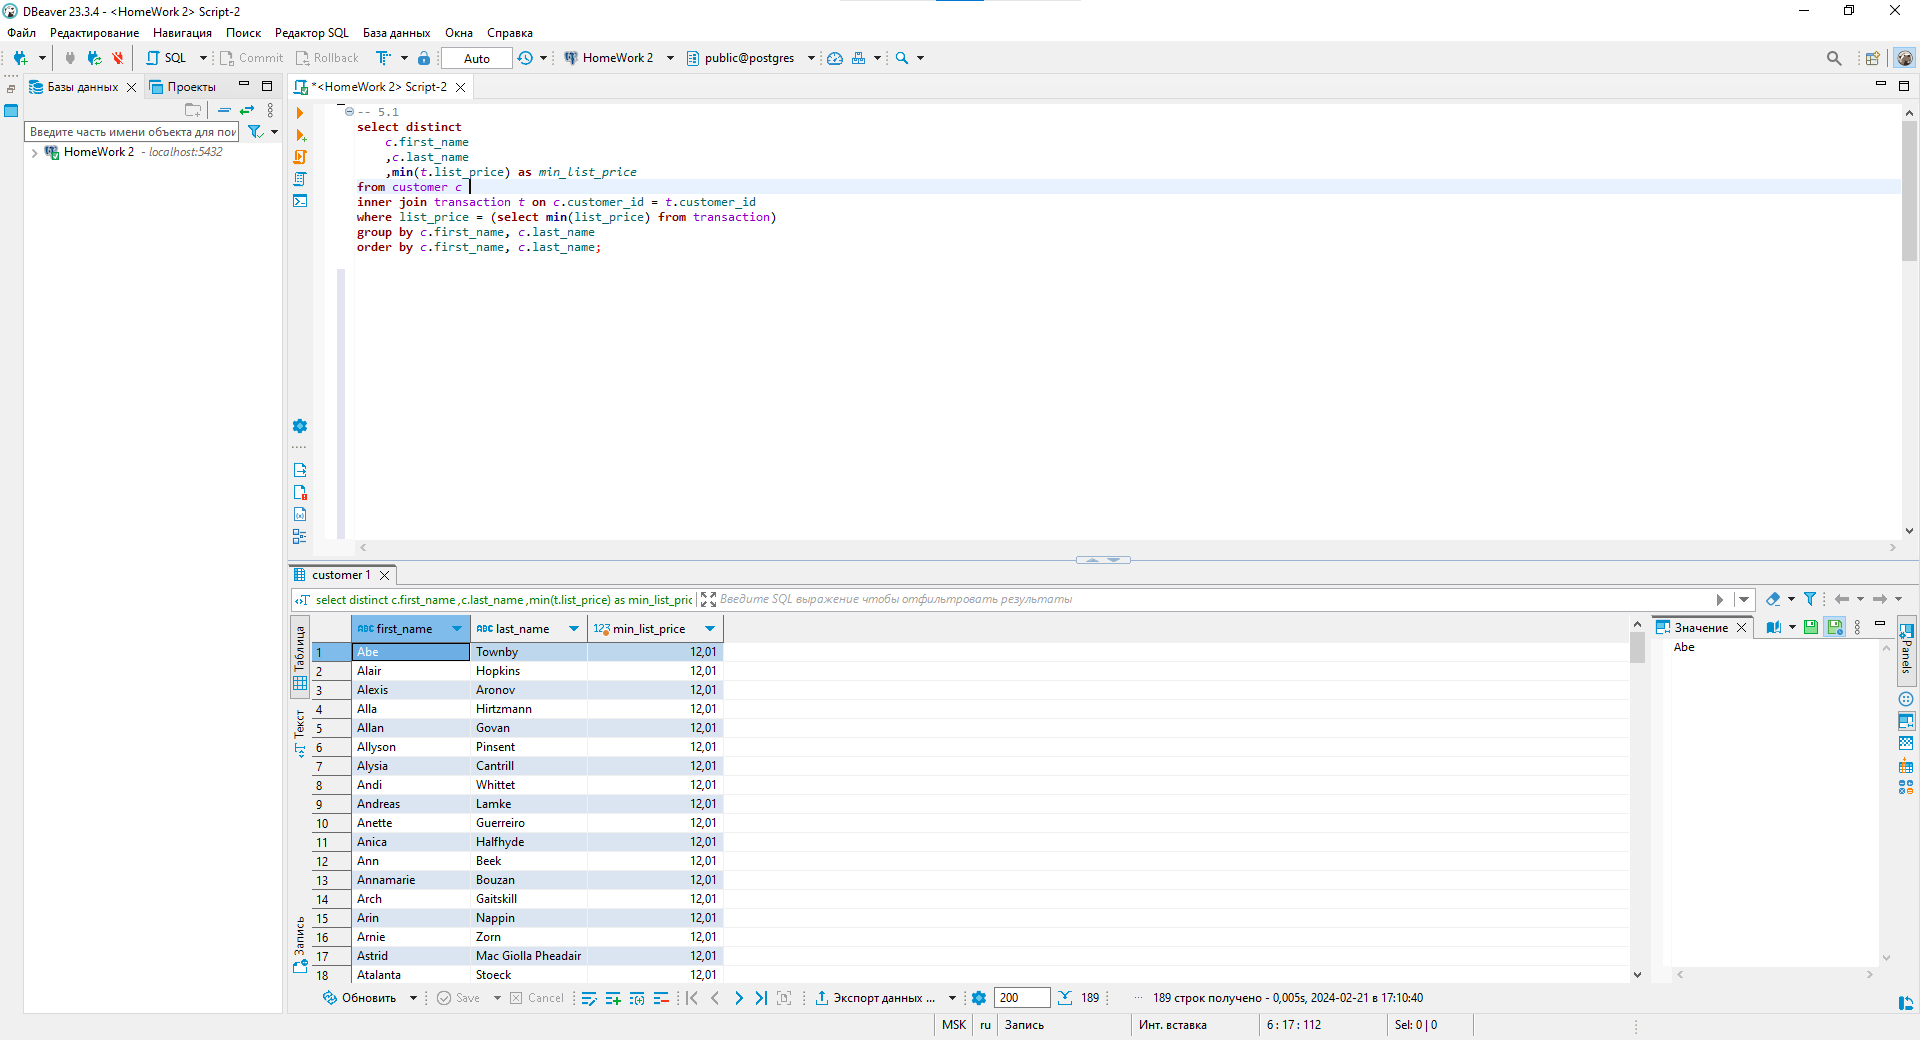 DBeaver 23.3.4 - <HomeWork 2> Script-2
Файл Редактирование Навигация Поиск Редактор SQL База данных Окна Справка
SQL Commit Rollback Auto HomeWork 2 public@postgres
Базы данных Проекты
*<HomeWork 2> Script-2
Введите часть имени объекта для пои
HomeWork 2 - localhost:5432
-- 5.1
select distinct
c.first_name
,c.last_name
,min(t.list_price) as min_list_price
from customer c
inner join transaction t on c.customer_id = t.customer_id
where list_price = (select min(list_price) from transaction)
group by c.first_name, c.last_name
order by c.first_name, c.last_name;
customer 1
select distinct c.first_name ,c.last_name ,min(t.list_price) as min_list_pric
Введите SQL выражение чтобы отфильтровать результаты
Таблица
Текст
Запись
ABC first_name ABC last_name 123 min_list_price
1 Abe Townby 12,01
2 Alair Hopkins 12,01
3 Alexis Aronov 12,01
4 Alla Hirtzmann 12,01
5 Allan Govan 12,01
6 Allyson Pinsent 12,01
7 Alysia Cantrill 12,01
8 Andi Whittet 12,01
9 Andreas Lamke 12,01
10 Anette Guerreiro 12,01
11 Anica Halfhyde 12,01
12 Ann Beek 12,01
13 Annamarie Bouzan 12,01
14 Arch Gaitskill 12,01
15 Arin Nappin 12,01
16 Arnie Zorn 12,01
17 Astrid Mac Giolla Pheadair 12,01
18 Atalanta Stoeck 12,01
Значение
Abe
Panels
Обновить Save Cancel Экспорт данных ... 200 189 ··· 189 строк получено - 0,005s, 2024-02-21 в 17:10:40
MSK ru Запись Инт. вставка 6 : 17 : 112 Sel: 0 | 0